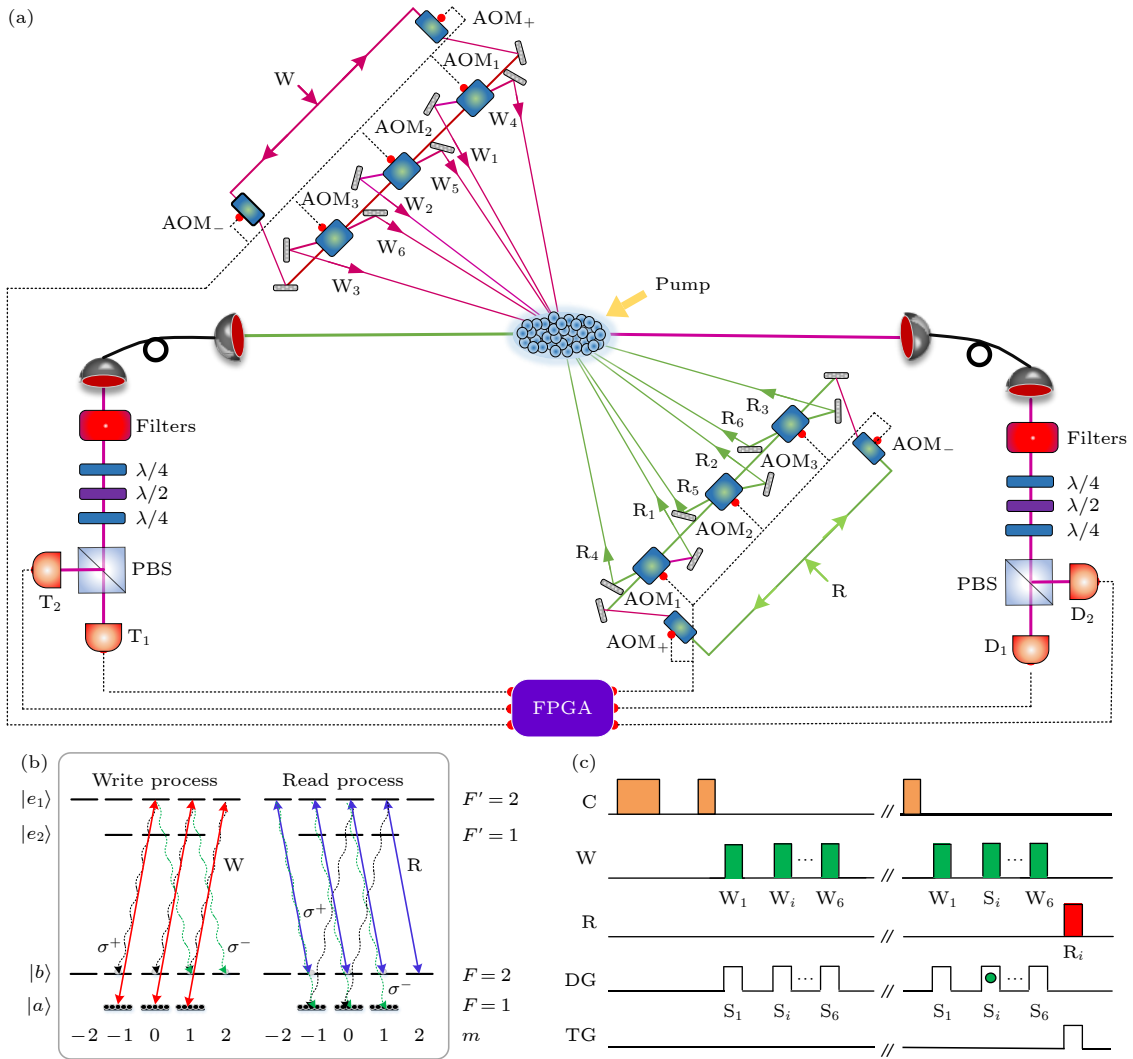 (a)
AOM₊
AOM₁
W
W₄
AOM₂
W₁
W₅
AOM₃
W₂
AOM₋
W₆
W₃
Pump
Filters
λ/4
λ/2
λ/4
PBS
T₂
T₁
R₃
R₆
AOM₋
R₂
AOM₃
R₅
R₁
AOM₂
R₄
AOM₁
R
AOM₊
Filters
λ/4
λ/2
λ/4
PBS
D₂
D₁
FPGA
(b)
Write process Read process
|e₁⟩ F′ = 2
|e₂⟩ F′ = 1
W R
σ⁺ σ⁻ σ⁺
|b⟩ F = 2
σ⁻
|a⟩ F = 1
−2 −1 0 1 2 −2 −1 0 1 2 m
(c)
C //
W ... // ...
W₁ Wᵢ W₆ W₁ Sᵢ W₆
R //
Rᵢ
DG ... // ...
S₁ Sᵢ S₆ S₁ Sᵢ S₆
TG //